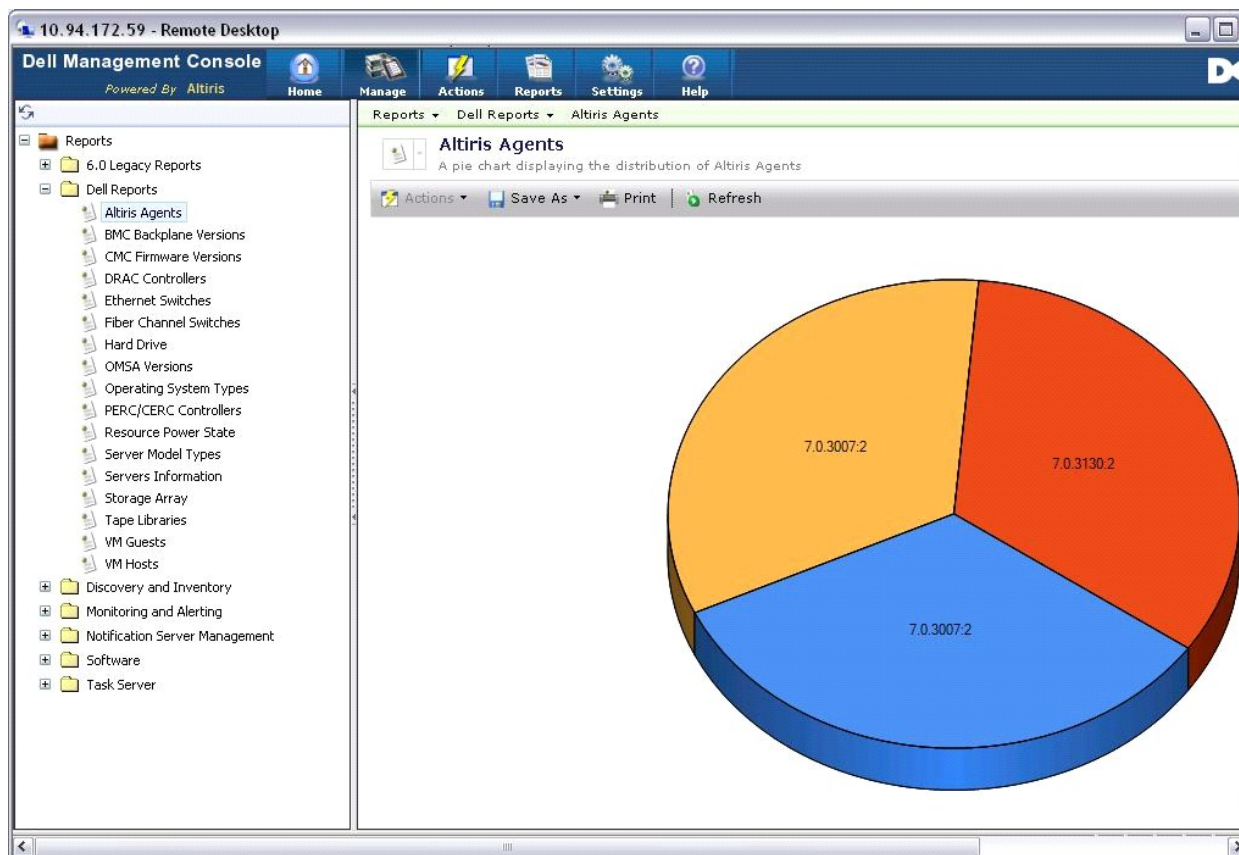 10.94.172.59 - Remote Desktop
Dell Management Console
Powered By Altiris
Home
Manage
Actions
Reports
Settings
Help
Reports
6.0 Legacy Reports
Dell Reports
Altiris Agents
BMC Backplane Versions
CMC Firmware Versions
DRAC Controllers
Ethernet Switches
Fiber Channel Switches
Hard Drive
OMSA Versions
Operating System Types
PERC/CERC Controllers
Resource Power State
Server Model Types
Servers Information
Storage Array
Tape Libraries
VM Guests
VM Hosts
Discovery and Inventory
Monitoring and Alerting
Notification Server Management
Software
Task Server
Reports Dell Reports Altiris Agents
Altiris Agents
A pie chart displaying the distribution of Altiris Agents
Actions Save As Print Refresh
7.0.3007:2
7.0.3130:2
7.0.3007:2